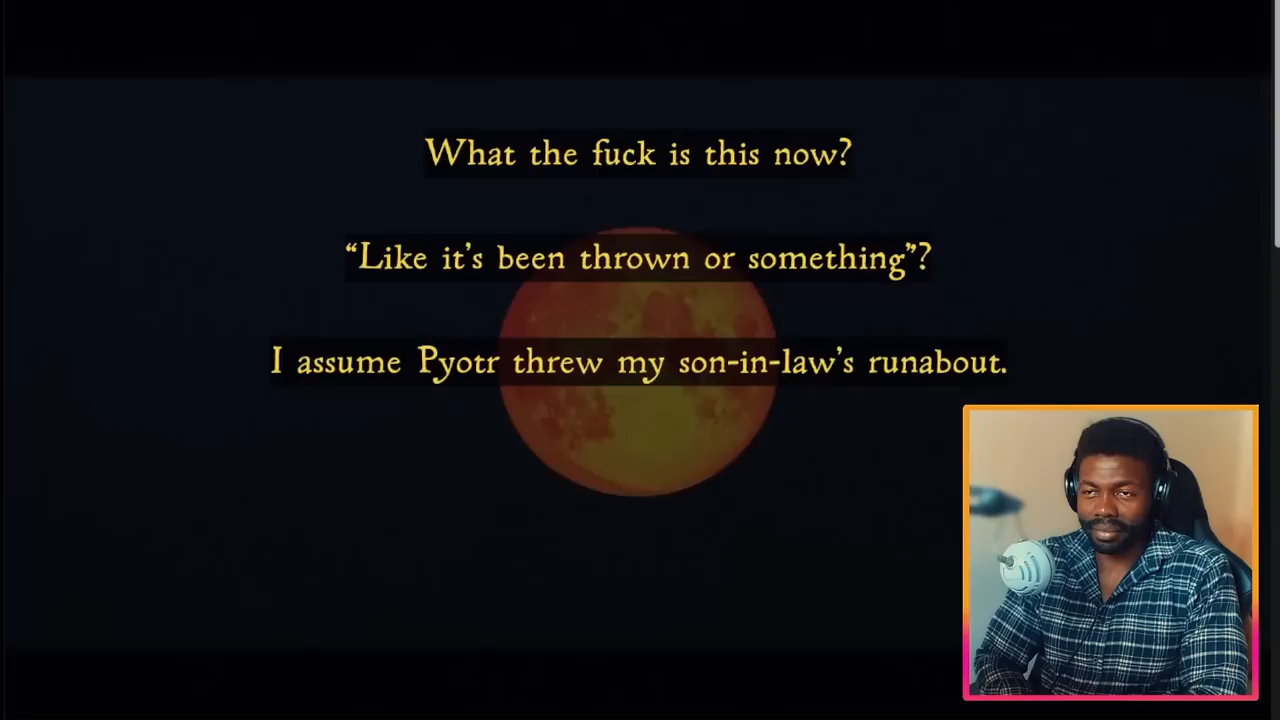 What the fuck is this now?
“Like it’s been thrown or something”?
I assume Pyotr threw my son-in-law’s runabout.